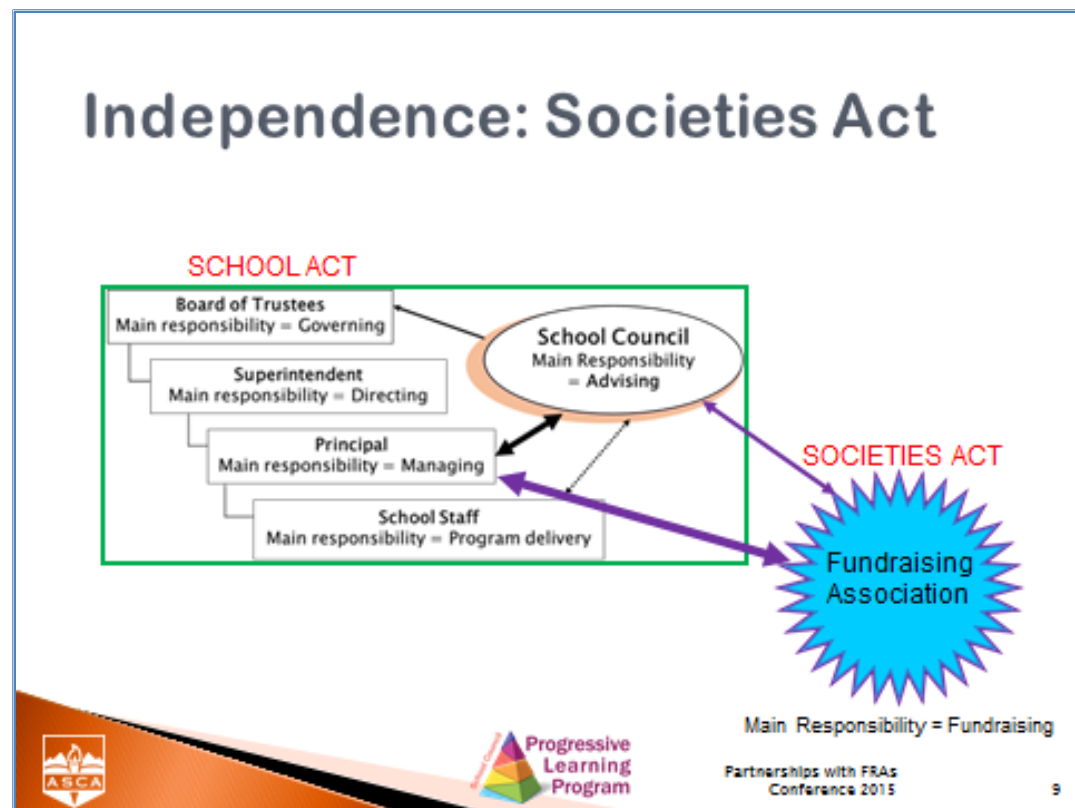 Independence: Societies Act
SCHOOL ACT
Board of Trustees
Main responsibility = Governing
School Council
Main Responsibility
= Advising
Superintendent
Main responsibility = Directing
Principal
Main responsibility = Managing
SOCIETIES ACT
School Staff
Main responsibility = Program delivery
Fundraising
Association
Main Responsibility = Fundraising
ASCA
School Council
Progressive
Learning
Program
Partnerships with FRAs
Conference 2015
9